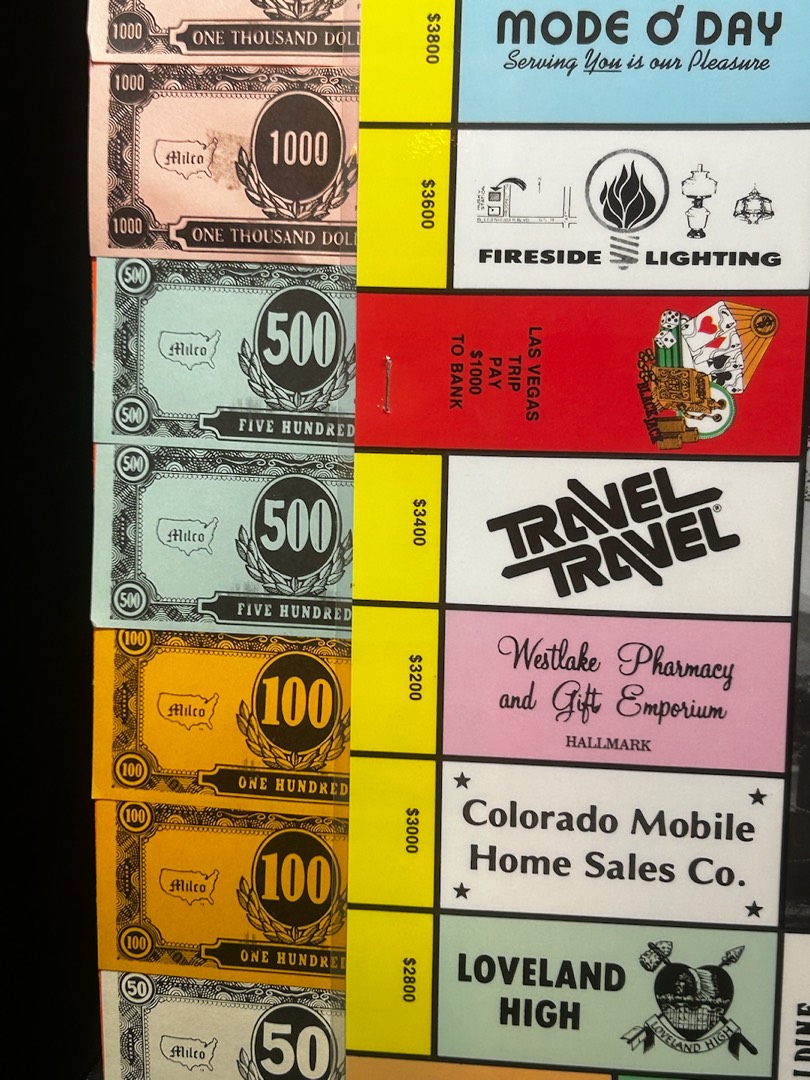 1000
ONE THOUSAND DOLL
1000
Milco
1000
1000
ONE THOUSAND DOLL
500
Milco
500
500
FIVE HUNDRED
500
Milco
500
500
FIVE HUNDRED
100
Milco
100
100
ONE HUNDRED
100
Milco
100
100
ONE HUNDRED
50
Milco
50
$3800
MODE O' DAY
Serving You is our Pleasure
$3600
FIRESIDE LIGHTING
LAS VEGAS
TRIP
PAY
$1000
TO BANK
BLACK JACK
$3400
TRAVEL
TRAVEL®
$3200
Westlake Pharmacy
and Gift Emporium
HALLMARK
$3000
Colorado Mobile
Home Sales Co.
$2800
LOVELAND
HIGH
LOVELAND HIGH